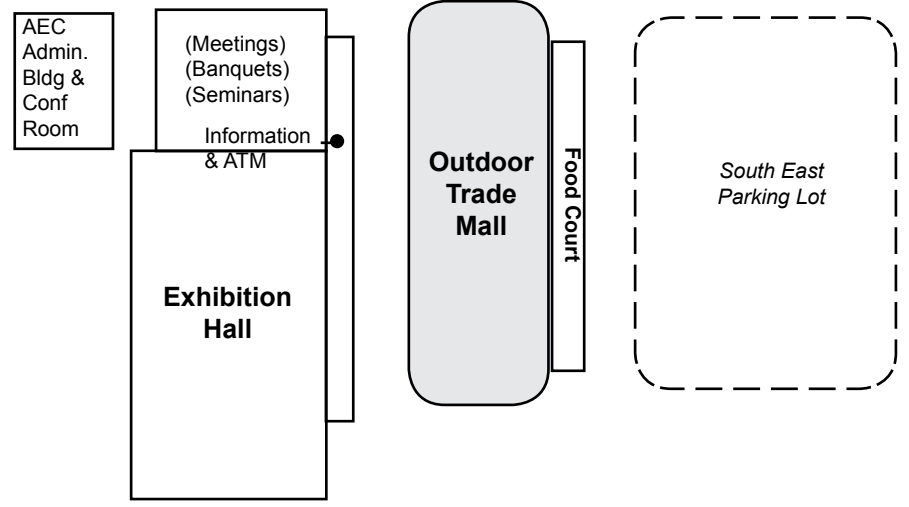 AEC
Admin.
Bldg &
Conf
Room
(Meetings)
(Banquets)
(Seminars)
Information
& ATM
Exhibition
Hall
Outdoor
Trade
Mall
Food Court
South East
Parking Lot